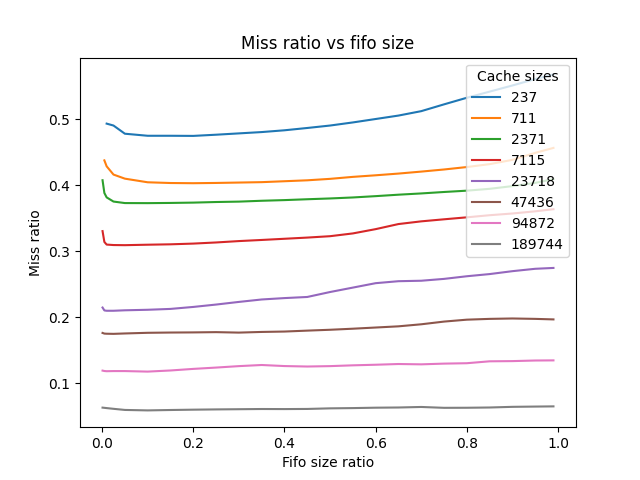 Miss ratio vs fifo size
Cache sizes
237
711
2371
7115
23718
47436
94872
189744
0.5
0.4
0.3
0.2
0.1
Miss ratio
0.0 0.2 0.4 0.6 0.8 1.0
Fifo size ratio